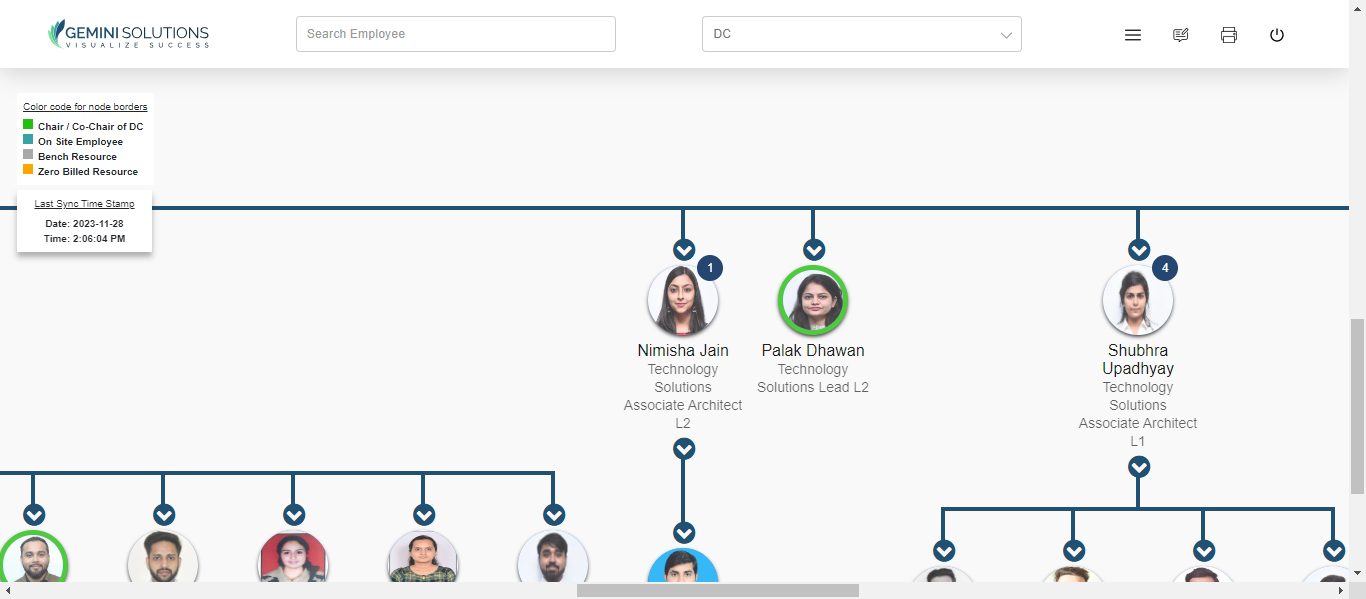 GEMINI SOLUTIONS
VISUALIZE SUCCESS
Search Employee
DC
Color code for node borders
Chair / Co-Chair of DC
On Site Employee
Bench Resource
Zero Billed Resource
Last Sync Time Stamp
Date: 2023-11-28
Time: 2:06:04 PM
1
Nimisha Jain
Technology
Solutions
Associate Architect
L2
Palak Dhawan
Technology
Solutions Lead L2
4
Shubhra
Upadhyay
Technology
Solutions
Associate Architect
L1